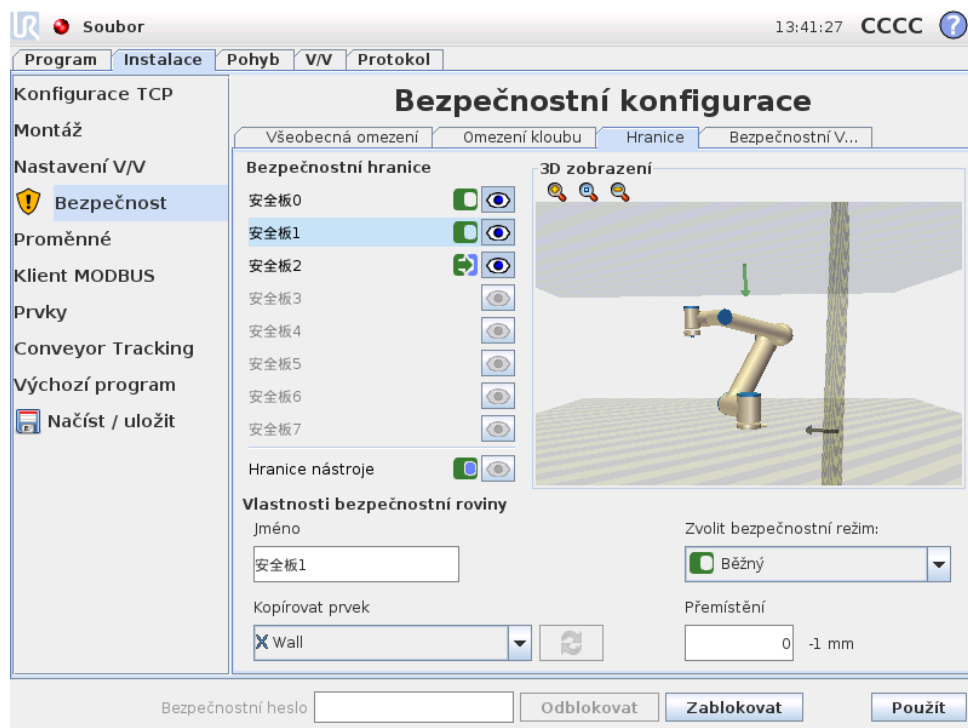 UR Soubor 13:41:27 CCCC ?
Program Instalace Pohyb V/V Protokol
Konfigurace TCP
Montáž
Nastavení V/V
Bezpečnost
Proměnné
Klient MODBUS
Prvky
Conveyor Tracking
Výchozí program
Načíst / uložit
Bezpečnostní konfigurace
Všeobecná omezení Omezení kloubu Hranice Bezpečnostní V...
Bezpečnostní hranice
安全板0
安全板1
安全板2
安全板3
安全板4
安全板5
安全板6
安全板7
Hranice nástroje
3D zobrazení
Vlastnosti bezpečnostní roviny
Jméno
安全板1
Kopírovat prvek
Wall
Zvolit bezpečnostní režim:
Běžný
Přemístění
0 -1 mm
Bezpečnostní heslo Odblokovat Zablokovat Použít